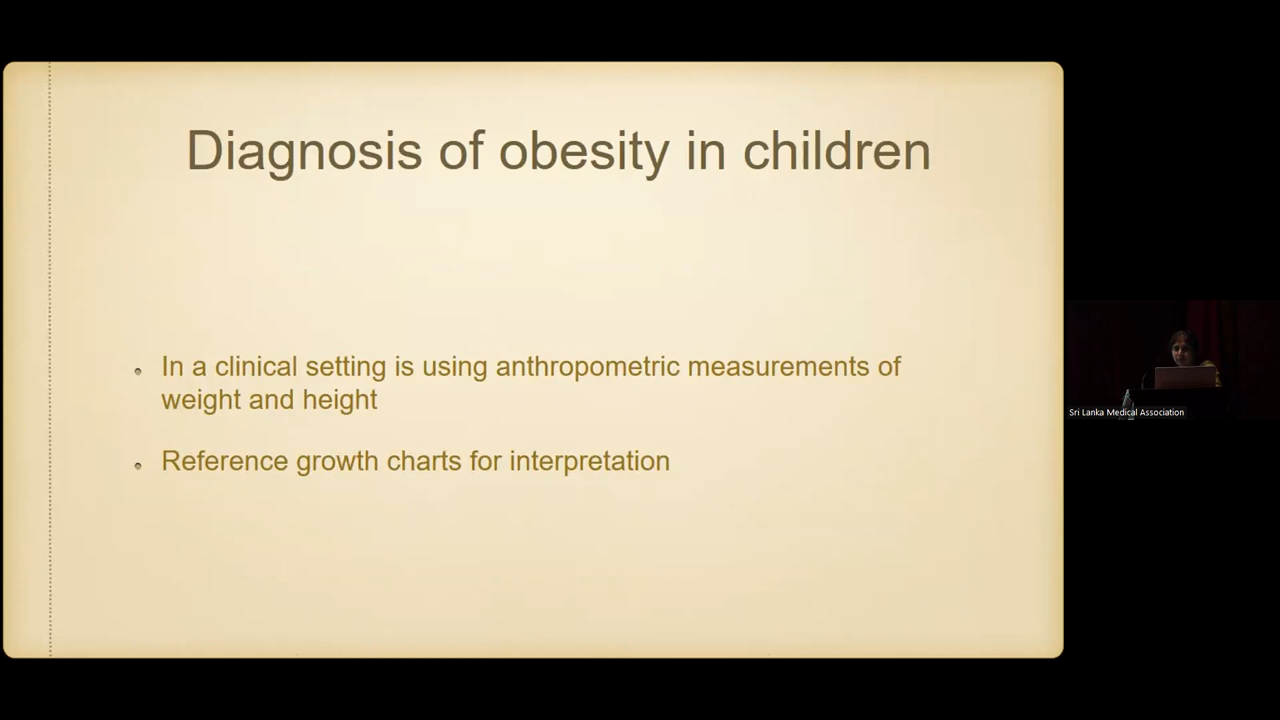 Diagnosis of obesity in children
In a clinical setting is using anthropometric measurements of
weight and height
Reference growth charts for interpretation
Sri Lanka Medical Association